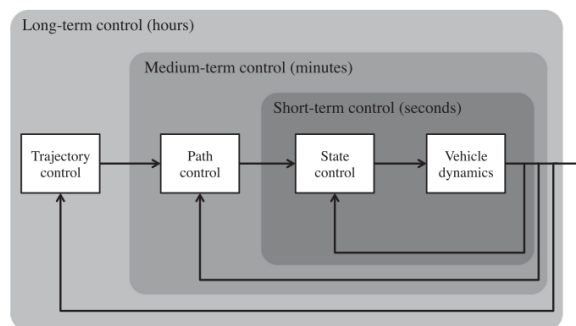 Long-term control (hours)
Medium-term control (minutes)
Short-term control (seconds)
Trajectory
control
Path
control
State
control
Vehicle
dynamics